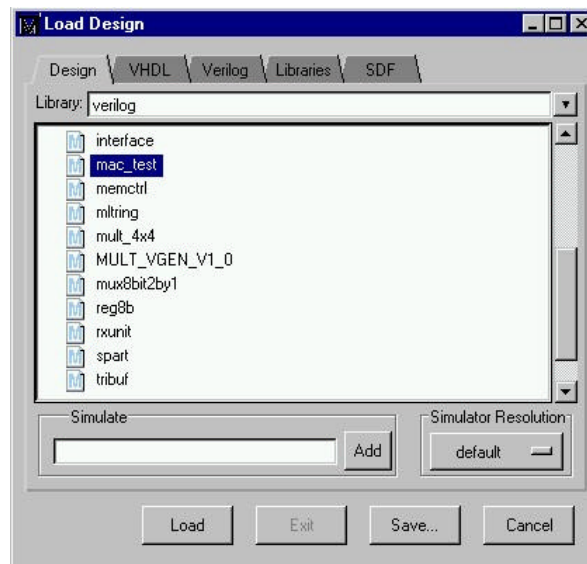 Load Design
Design VHDL Verilog Libraries SDF
Library: verilog
interface
mac_test
memctrl
mltring
mult_4x4
MULT_VGEN_V1_0
mux8bit2by1
reg8b
rxunit
spart
tribuf
Simulate Simulator Resolution
Add default
Load Exit Save... Cancel